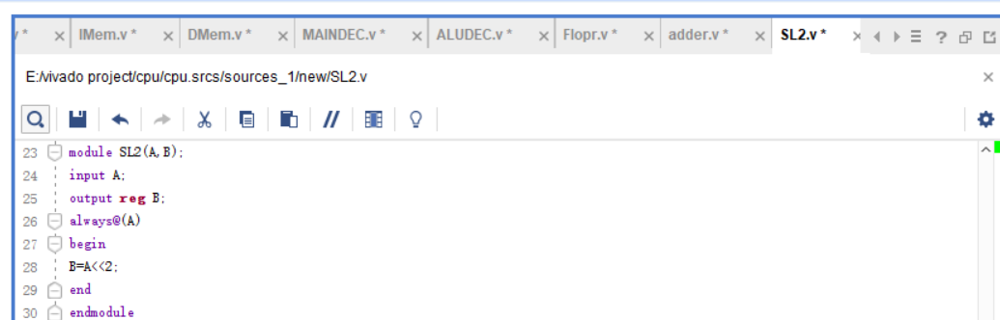 r* × IMem.v* × DMem.v* × MAINDEC.v* × ALUDEC.v* × Flopr.v* × adder.v* × SL2.v* ×
E:/vivado project/cpu/cpu.srcs/sources_1/new/SL2.v
23 module SL2(A,B);
24 input A;
25 output reg B;
26 always@(A)
27 begin
28 B=A<<2;
29 end
30 endmodule